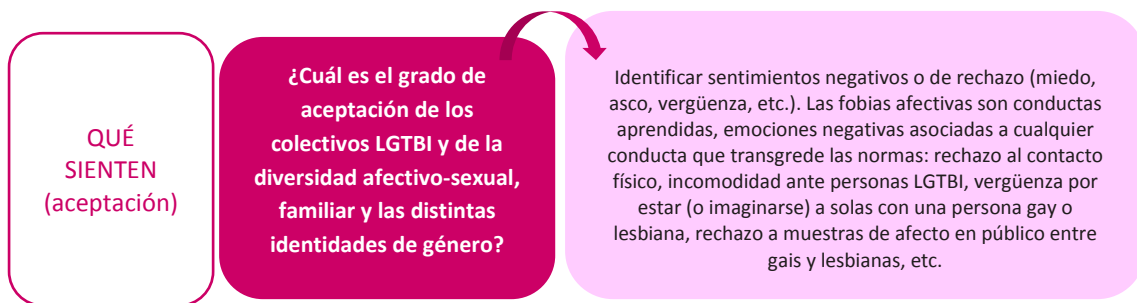 QUÉ
SIENTEN
(aceptación)
¿Cuál es el grado de
aceptación de los
colectivos LGTBI y de la
diversidad afectivo-sexual,
familiar y las distintas
identidades de género?
Identificar sentimientos negativos o de rechazo (miedo,
asco, vergüenza, etc.). Las fobias afectivas son conductas
aprendidas, emociones negativas asociadas a cualquier
conducta que transgrede las normas: rechazo al contacto
físico, incomodidad ante personas LGTBI, vergüenza por
estar (o imaginarse) a solas con una persona gay o
lesbiana, rechazo a muestras de afecto en público entre
gais y lesbianas, etc.